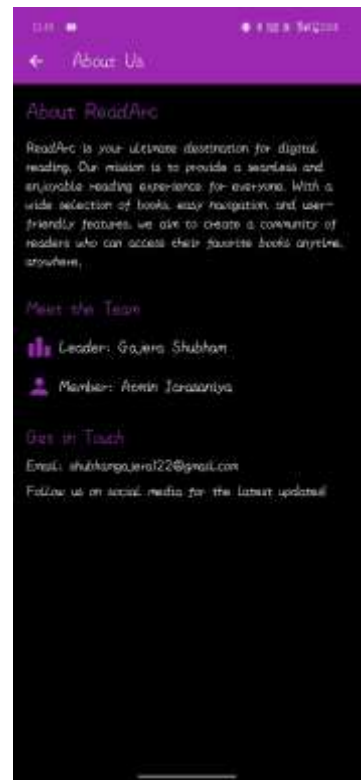 About Us
About ReadArc
ReadArc is your ultimate destination for digital
reading. Our mission is to provide a seamless and
enjoyable reading experience for everyone. With a
wide selection of books, easy navigation, and user-
friendly features, we aim to create a community of
readers who can access their favorite books anytime,
anywhere.
Meet the Team
Leader: Gajera Shubham
Member: Jarasaniya
Get in Touch
Email: shubhamgajera122@gmail.com
Follow us on social media for the latest updates!